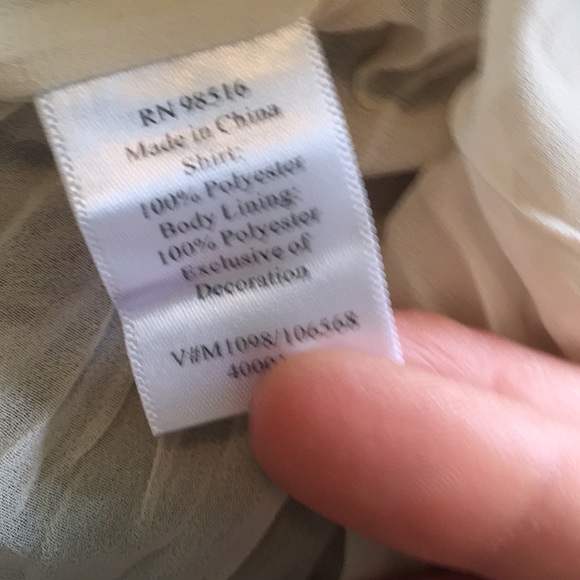 RN 98516
Made in China
Shirt:
100% Polyester
Body Lining:
100% Polyester
Exclusive of
Decoration
V#M1098/106568